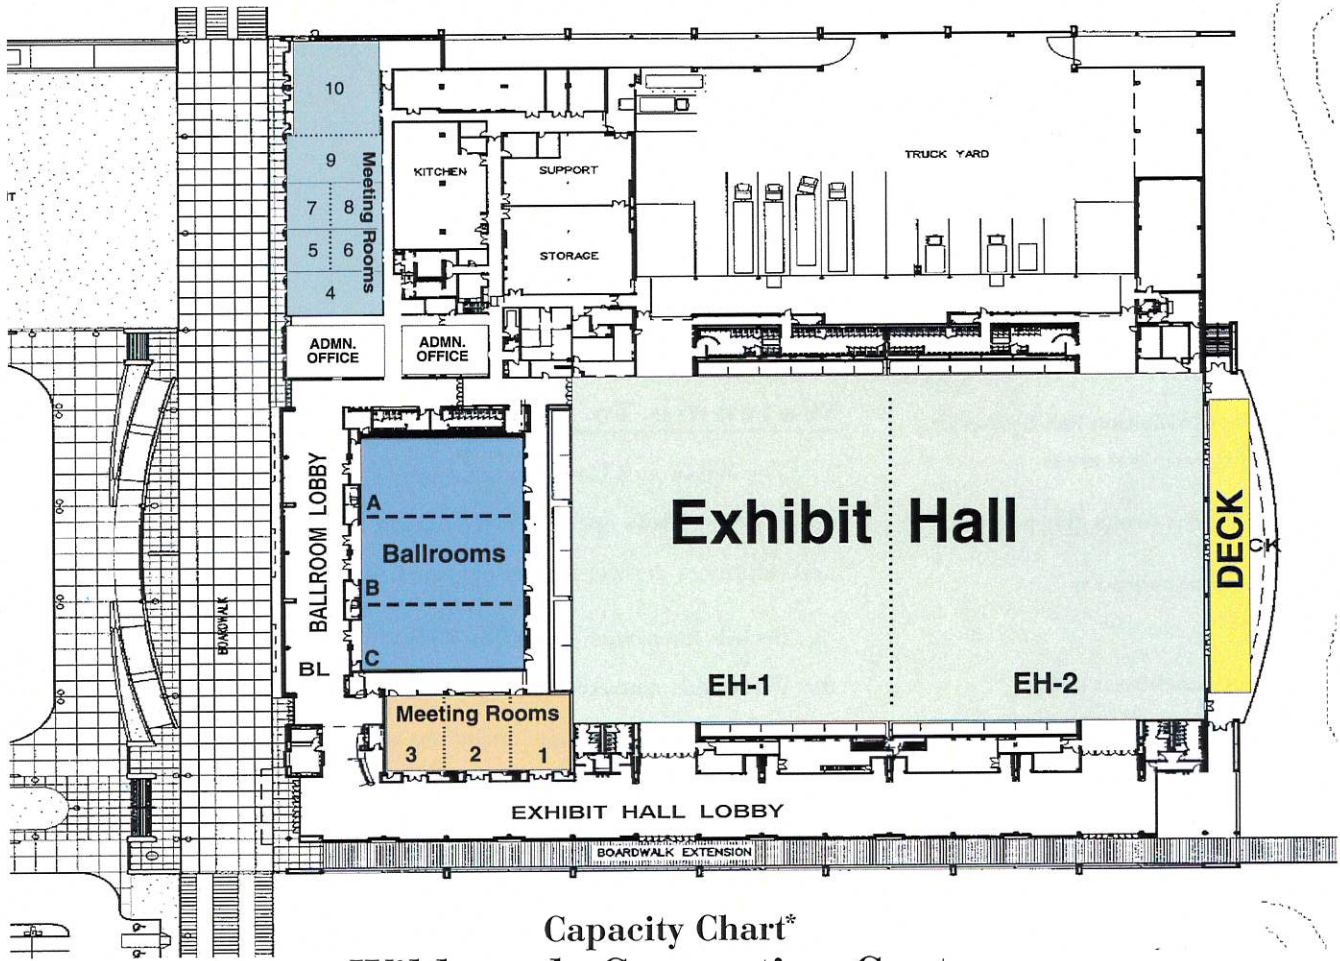 10
9
7 8
5 6
4
Meeting Rooms
KITCHEN
SUPPORT
STORAGE
TRUCK YARD
ADMN.
OFFICE
ADMN.
OFFICE
BALLROOM LOBBY
BL
A
Ballrooms
B
C
Exhibit Hall
EH-1
EH-2
DECK
CK
BOARDWALK
Meeting Rooms
3 2 1
EXHIBIT HALL LOBBY
BOARDWALK EXTENSION
Capacity Chart*